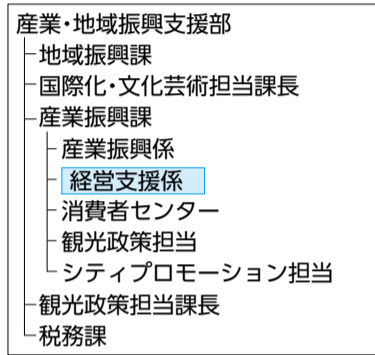 産業・地域振興支援部
地域振興課
国際化・文化芸術担当課長
産業振興課
産業振興係
経営支援係
消費者センター
観光政策担当
シティプロモーション担当
観光政策担当課長
税務課